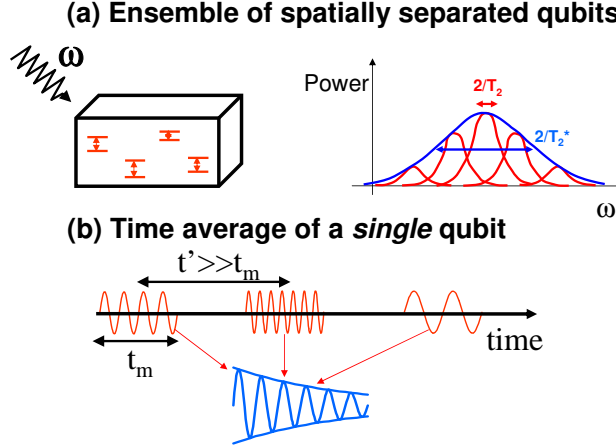 (a) Ensemble of spatially separated qubits
ω
Power
2/T₂
2/T₂*
ω
(b) Time average of a single qubit
t'>>tₘ
time
tₘ